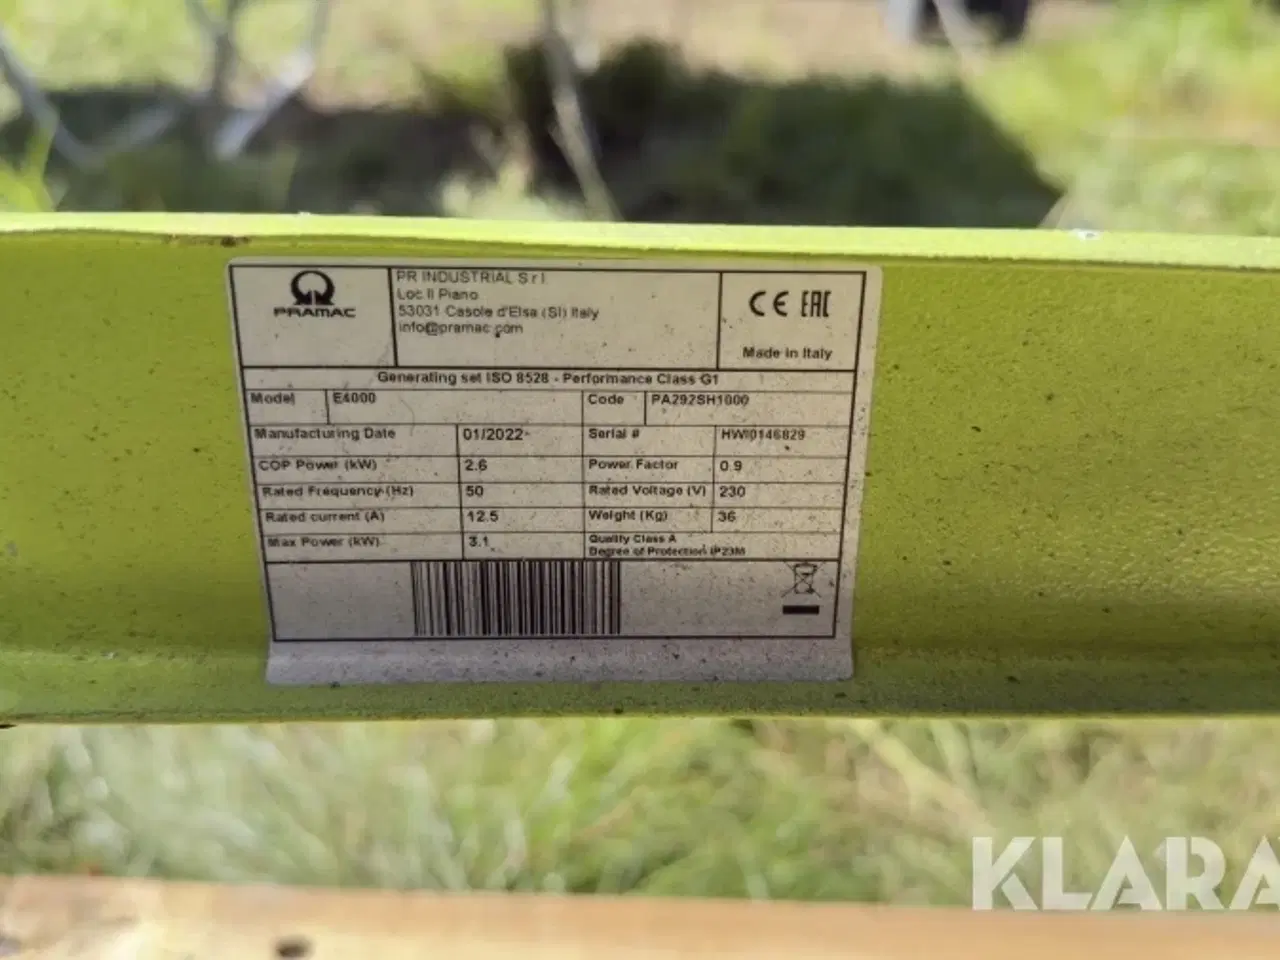 PRAMAC
PR INDUSTRIAL S r l
Loc Il Piano
53031 Casole d'Elsa (SI) Italy
info@pramac.com
CE EAC
Made in Italy
Generating set ISO 8528 - Performance Class G1
Model E4000 Code PA292SH1000
Manufacturing Date 01/2022 Serial # HWI0146829
COP Power (kW) 2.6 Power Factor 0.9
Rated Frequency (Hz) 50 Rated Voltage (V) 230
Rated current (A) 12.5 Weight (Kg) 36
Max Power (kW) 3.1 Quality Class A
Degree of Protection IP23M
KLARA